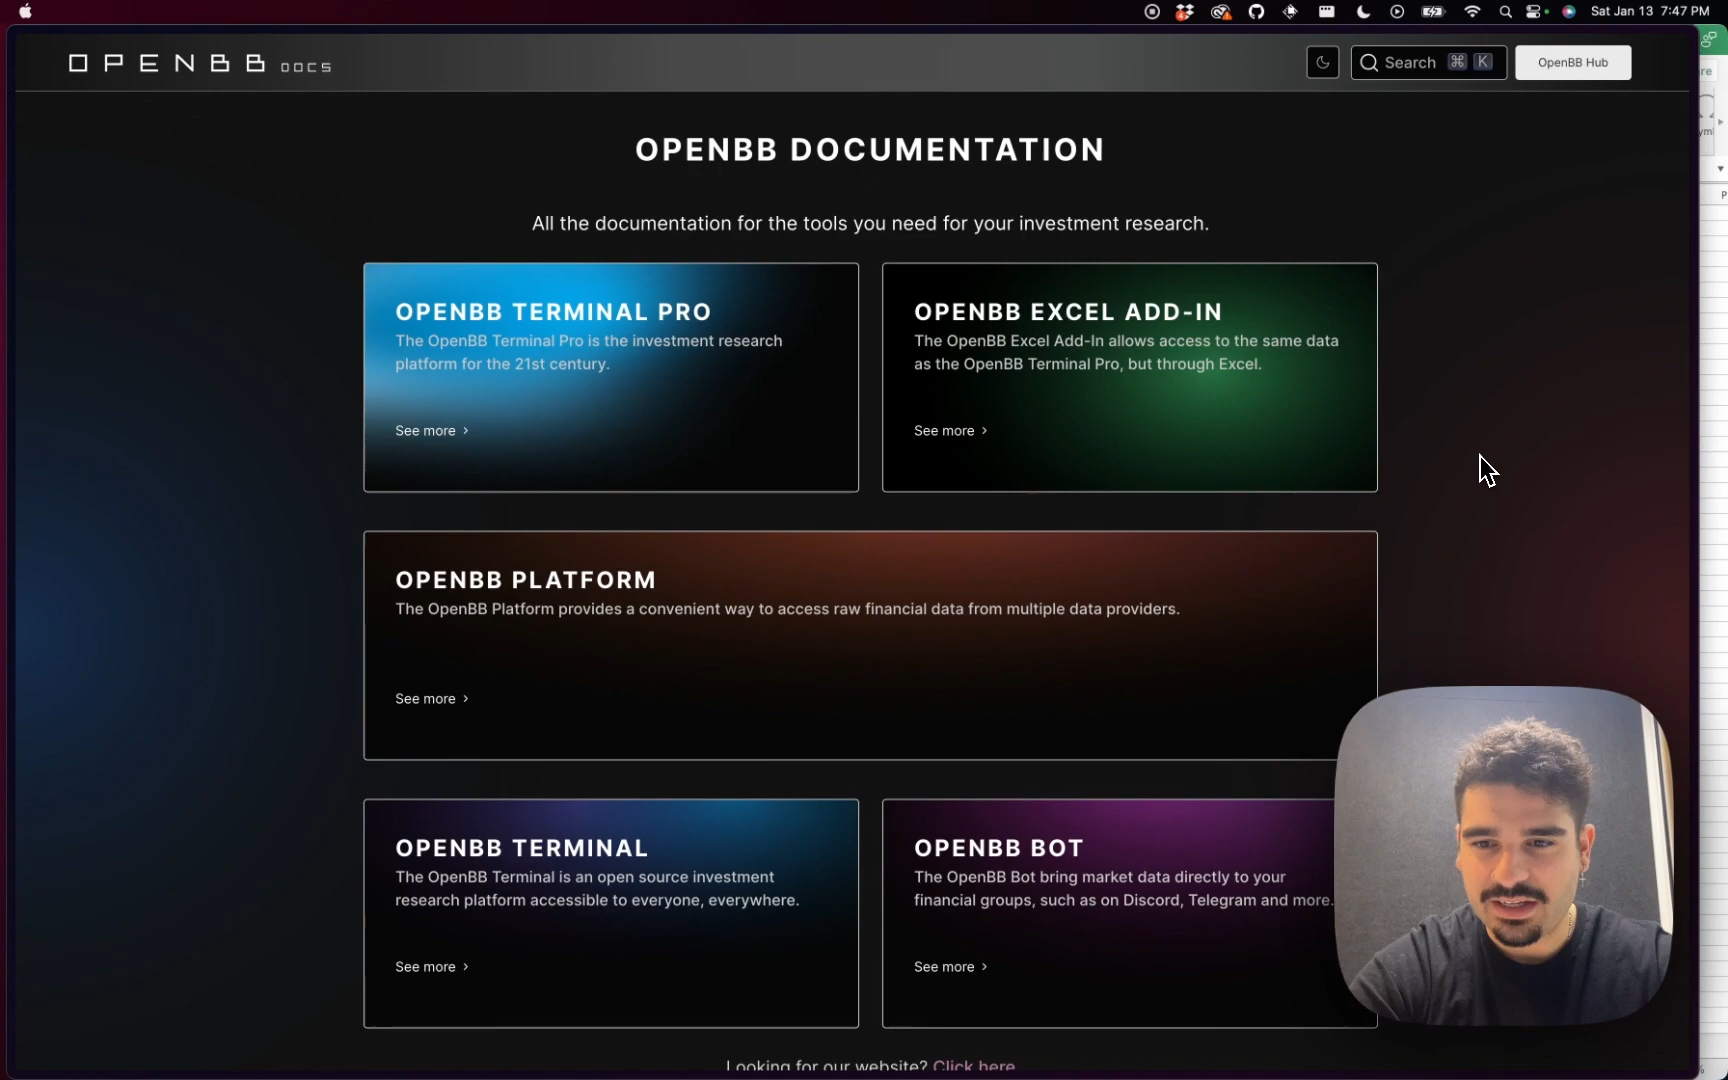 Sat Jan 13 7:47 PM
OPENBB DOCS
Search ⌘ K
OpenBB Hub
OPENBB DOCUMENTATION
All the documentation for the tools you need for your investment research.
OPENBB TERMINAL PRO
The OpenBB Terminal Pro is the investment research
platform for the 21st century.
See more ›
OPENBB EXCEL ADD-IN
The OpenBB Excel Add-In allows access to the same data
as the OpenBB Terminal Pro, but through Excel.
See more ›
OPENBB PLATFORM
The OpenBB Platform provides a convenient way to access raw financial data from multiple data providers.
See more ›
OPENBB TERMINAL
The OpenBB Terminal is an open source investment
research platform accessible to everyone, everywhere.
See more ›
OPENBB BOT
The OpenBB Bot bring market data directly to your
financial groups, such as on Discord, Telegram and more.
See more ›
Looking for our website? Click here